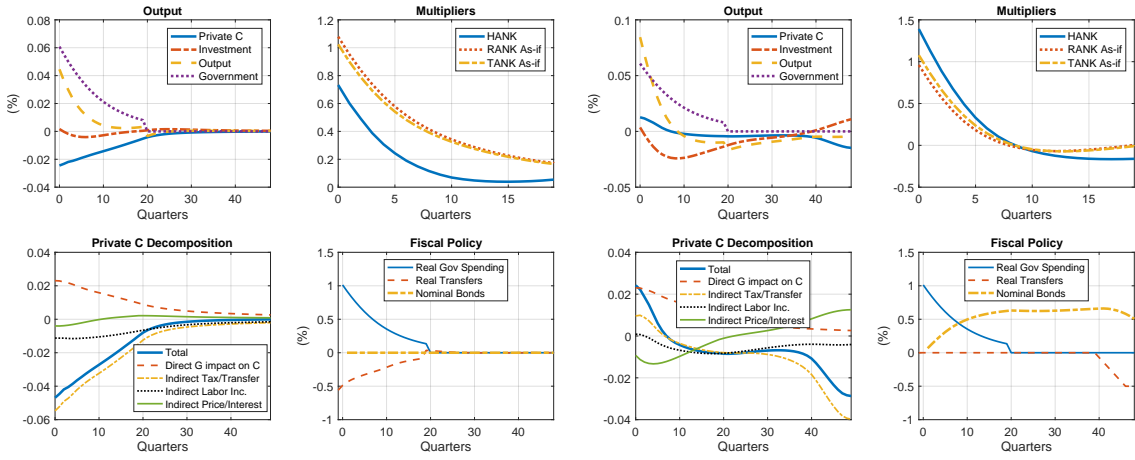 Output
(%)
0.08
0.06
0.04
0.02
0
-0.02
-0.04
Private C
Investment
Output
Government
0 10 20 30 40
Quarters
Multipliers
1.2
1
0.8
0.6
0.4
0.2
0
HANK
RANK As-if
TANK As-if
0 5 10 15
Quarters
Output
(%)
0.1
0.05
0
-0.05
Private C
Investment
Output
Government
0 10 20 30 40
Quarters
Multipliers
1.5
1
0.5
0
-0.5
HANK
RANK As-if
TANK As-if
0 5 10 15
Quarters
Private C Decomposition
0.04
0.02
0
-0.02
-0.04
-0.06
Total
Direct G impact on C
Indirect Tax/Transfer
Indirect Labor Inc.
Indirect Price/Interest
0 10 20 30 40
Quarters
Fiscal Policy
(%)
1.5
1
0.5
0
-0.5
-1
Real Gov Spending
Real Transfers
Nominal Bonds
0 10 20 30 40
Quarters
Private C Decomposition
0.04
0.02
0
-0.02
-0.04
Total
Direct G impact on C
Indirect Tax/Transfer
Indirect Labor Inc.
Indirect Price/Interest
0 10 20 30 40
Quarters
Fiscal Policy
(%)
1.5
1
0.5
0
-0.5
-1
Real Gov Spending
Real Transfers
Nominal Bonds
0 10 20 30 40
Quarters